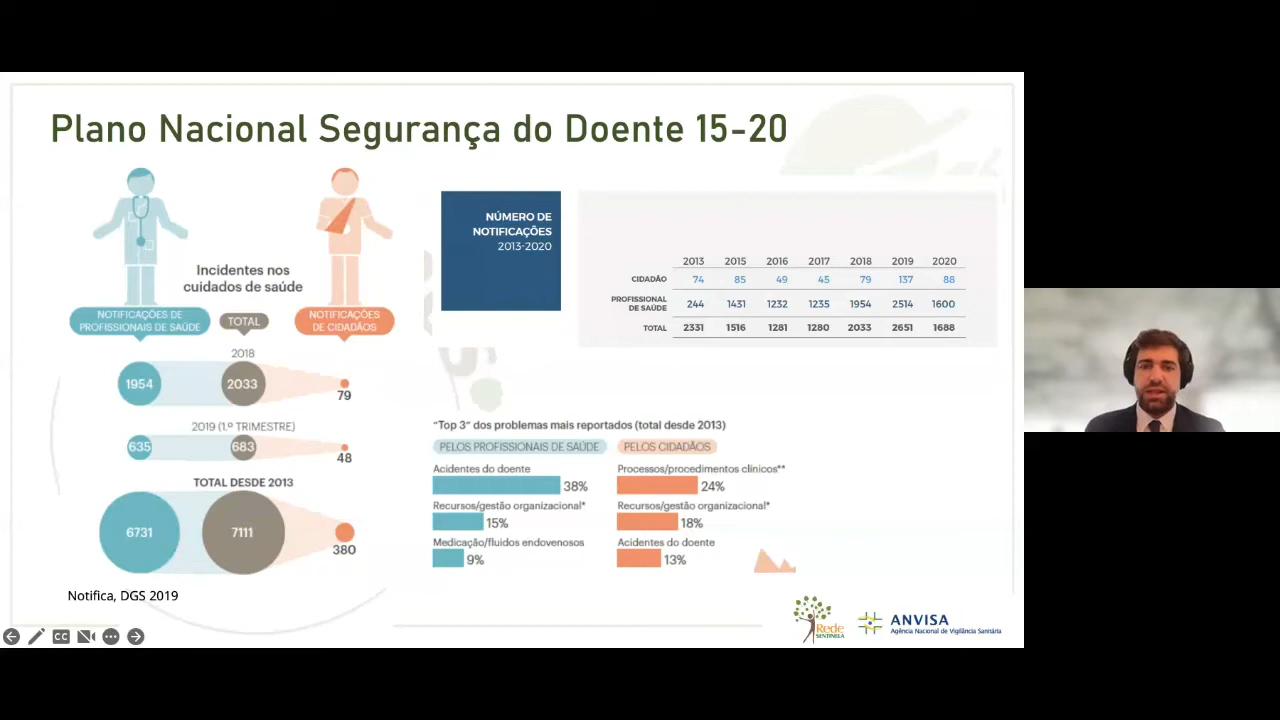 Plano Nacional Segurança do Doente 15-20
Incidentes nos
cuidados de saúde
NOTIFICAÇÕES DE
PROFISSIONAIS DE SAÚDE
TOTAL
NOTIFICAÇÕES
DE CIDADÃOS
2018
1954
2033
79
2019 (1.º TRIMESTRE)
635
683
48
TOTAL DESDE 2013
6731
7111
380
Notifica, DGS 2019
NÚMERO DE
NOTIFICAÇÕES
2013-2020
2013 2015 2016 2017 2018 2019 2020
CIDADÃO 74 85 49 45 79 137 88
PROFISSIONAL
DE SAÚDE 244 1431 1232 1235 1954 2514 1600
TOTAL 2331 1516 1281 1280 2033 2651 1688
"Top 3" dos problemas mais reportados (total desde 2013)
PELOS PROFISSIONAIS DE SAÚDE
Acidentes do doente
38%
Recursos/gestão organizacional*
15%
Medicação/fluidos endovenosos
9%
PELOS CIDADÃOS
Processos/procedimentos clínicos**
24%
Recursos/gestão organizacional*
18%
Acidentes do doente
13%
Rede
SENTINELA
ANVISA
Agência Nacional de Vigilância Sanitária
CC